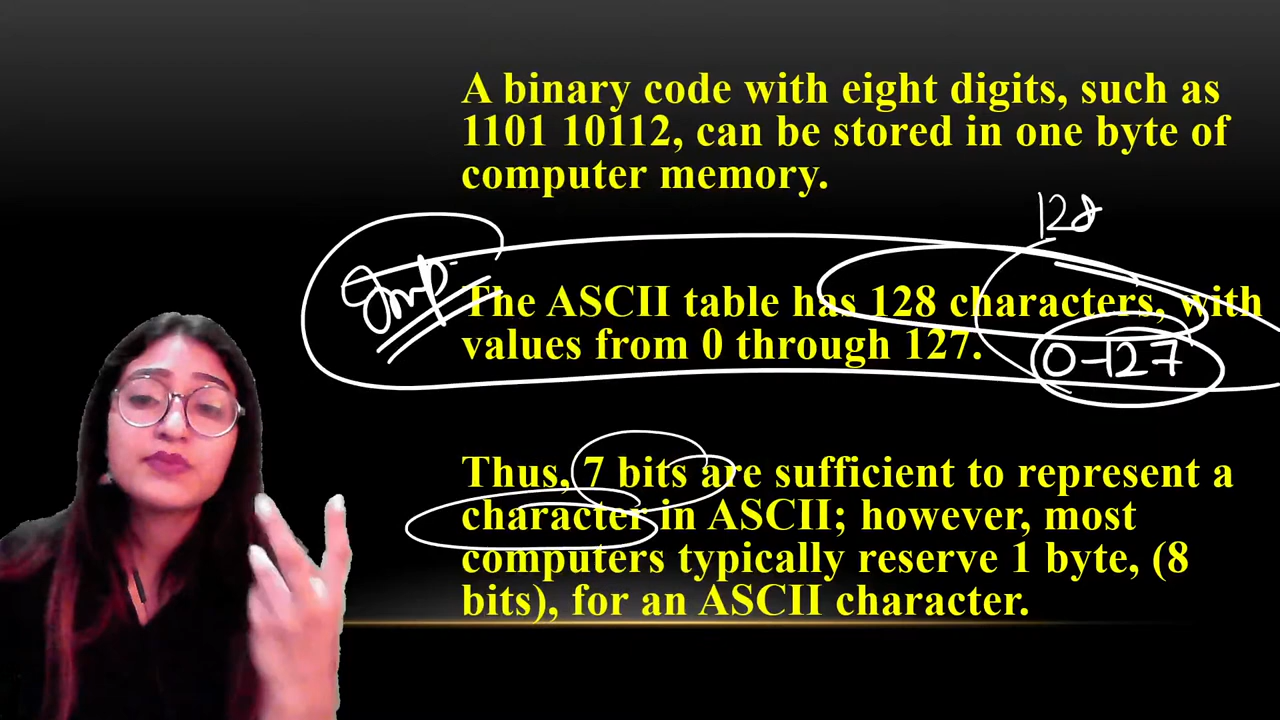 A binary code with eight digits, such as
1101 10112, can be stored in one byte of
computer memory.
128
Imp.
The ASCII table has 128 characters, with
values from 0 through 127.
0-127
Thus, 7 bits are sufficient to represent a
character in ASCII; however, most
computers typically reserve 1 byte, (8
bits), for an ASCII character.